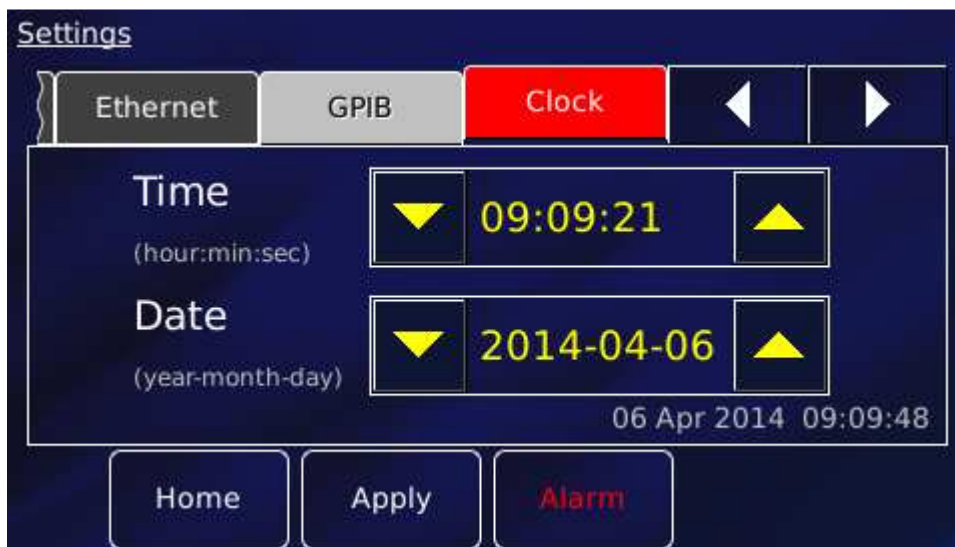 Settings
Ethernet GPIB Clock
Time
09:09:21
(hour:min:sec)
Date
2014-04-06
(year-month-day)
06 Apr 2014 09:09:48
Home Apply Alarm